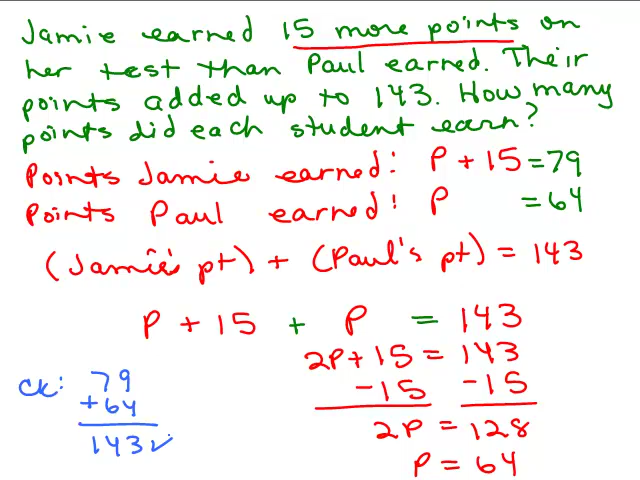 Jamie earned 15 more points on
her test than Paul earned. Their
points added up to 143. How many
points did each student earn?
Points Jamie earned: P + 15 = 79
Points Paul earned: P = 64
(Jamie's pt) + (Paul's pt) = 143
P + 15 + P = 143
2P + 15 = 143
-15 -15
2P = 128
P = 64
CK: 79
+64
143 ✓